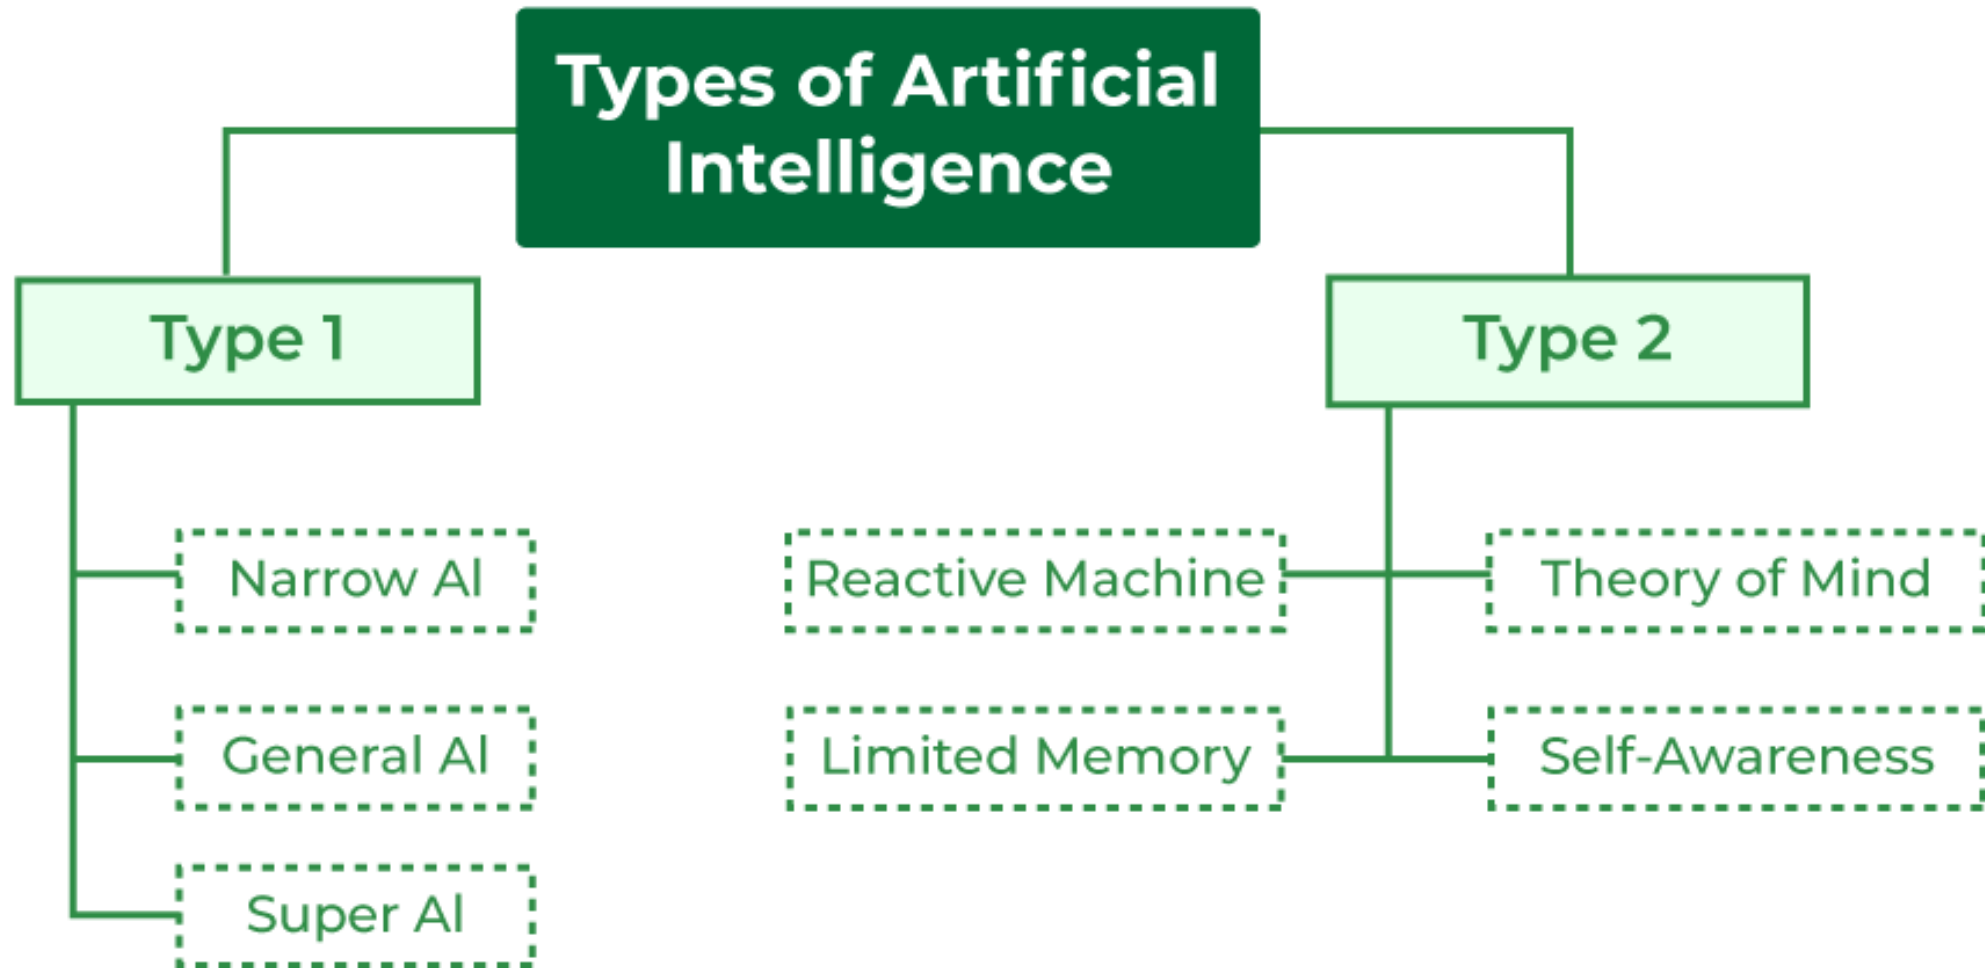 Types of Artificial
Intelligence
Type 1
Type 2
Narrow AI
General AI
Super AI
Reactive Machine
Theory of Mind
Limited Memory
Self-Awareness